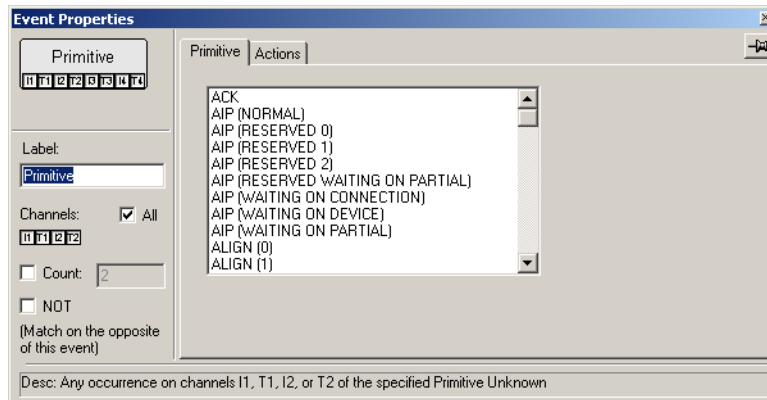 Event Properties
Primitive
I1 T1 I2 T2 I3 T3 I4 T4
Label:
Primitive
Channels: All
I1 T1 I2 T2
Count: 2
NOT
(Match on the opposite
of this event)
Primitive Actions
ACK
AIP (NORMAL)
AIP (RESERVED 0)
AIP (RESERVED 1)
AIP (RESERVED 2)
AIP (RESERVED WAITING ON PARTIAL)
AIP (WAITING ON CONNECTION)
AIP (WAITING ON DEVICE)
AIP (WAITING ON PARTIAL)
ALIGN (0)
ALIGN (1)
Desc: Any occurrence on channels I1, T1, I2, or T2 of the specified Primitive Unknown